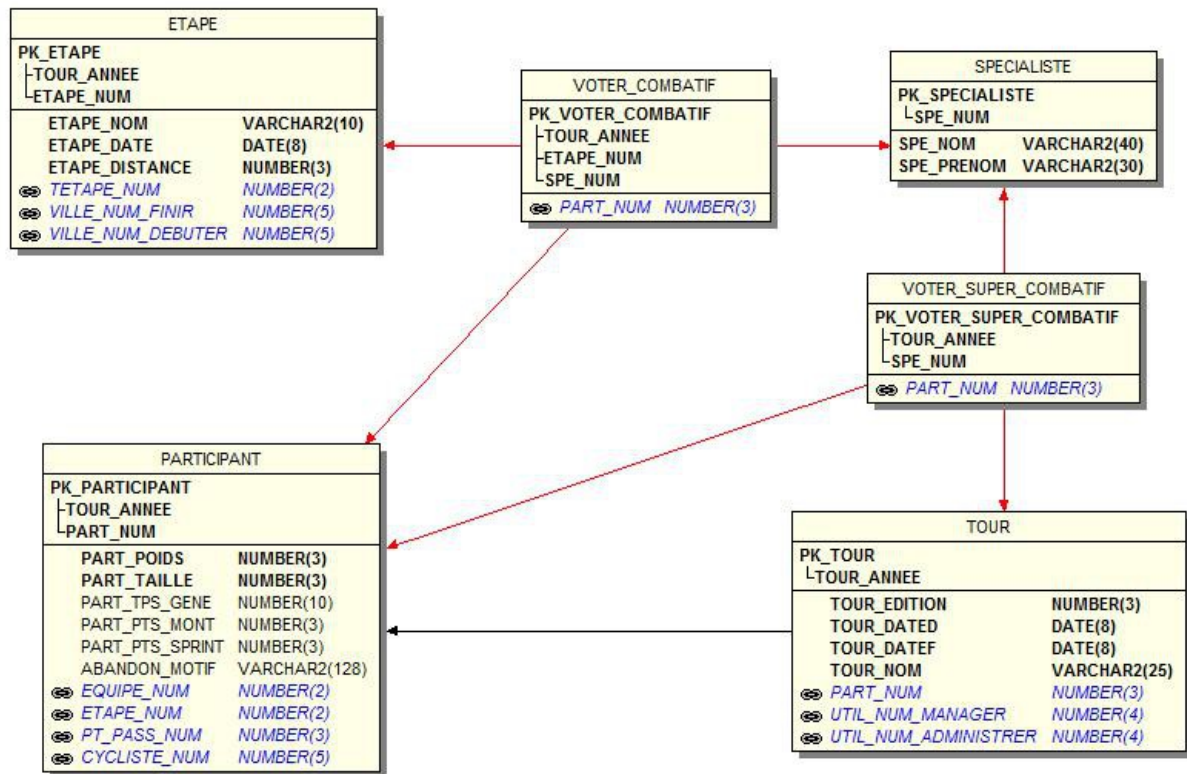 ETAPE
PK_ETAPE
TOUR_ANNEE
ETAPE_NUM
ETAPE_NOM VARCHAR2(10)
ETAPE_DATE DATE(8)
ETAPE_DISTANCE NUMBER(3)
TETAPE_NUM NUMBER(2)
VILLE_NUM_FINIR NUMBER(5)
VILLE_NUM_DEBUTER NUMBER(5)
VOTER_COMBATIF
PK_VOTER_COMBATIF
TOUR_ANNEE
ETAPE_NUM
SPE_NUM
PART_NUM NUMBER(3)
SPECIALISTE
PK_SPECIALISTE
SPE_NUM
SPE_NOM VARCHAR2(40)
SPE_PRENOM VARCHAR2(30)
VOTER_SUPER_COMBATIF
PK_VOTER_SUPER_COMBATIF
TOUR_ANNEE
SPE_NUM
PART_NUM NUMBER(3)
PARTICIPANT
PK_PARTICIPANT
TOUR_ANNEE
PART_NUM
PART_POIDS NUMBER(3)
PART_TAILLE NUMBER(3)
PART_TPS_GENE NUMBER(10)
PART_PTS_MONT NUMBER(3)
PART_PTS_SPRINT NUMBER(3)
ABANDON_MOTIF VARCHAR2(128)
EQUIPE_NUM NUMBER(2)
ETAPE_NUM NUMBER(2)
PT_PASS_NUM NUMBER(3)
CYCLISTE_NUM NUMBER(5)
TOUR
PK_TOUR
TOUR_ANNEE
TOUR_EDITION NUMBER(3)
TOUR_DATED DATE(8)
TOUR_DATEF DATE(8)
TOUR_NOM VARCHAR2(25)
PART_NUM NUMBER(3)
UTIL_NUM_MANAGER NUMBER(4)
UTIL_NUM_ADMINISTRER NUMBER(4)